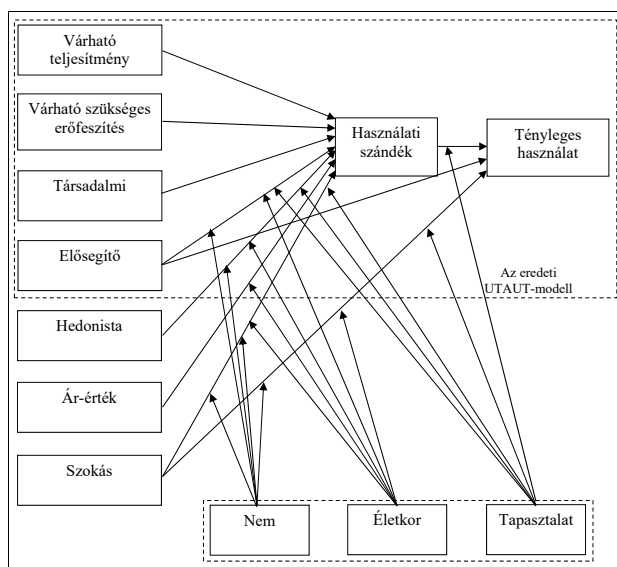 Várható
teljesítmény
Várható szükséges
erőfeszítés
Társadalmi
Elősegítő
Hedonista
Ár-érték
Szokás
Használati
szándék
Tényleges
használat
Az eredeti
UTAUT-modell
Nem
Életkor
Tapasztalat